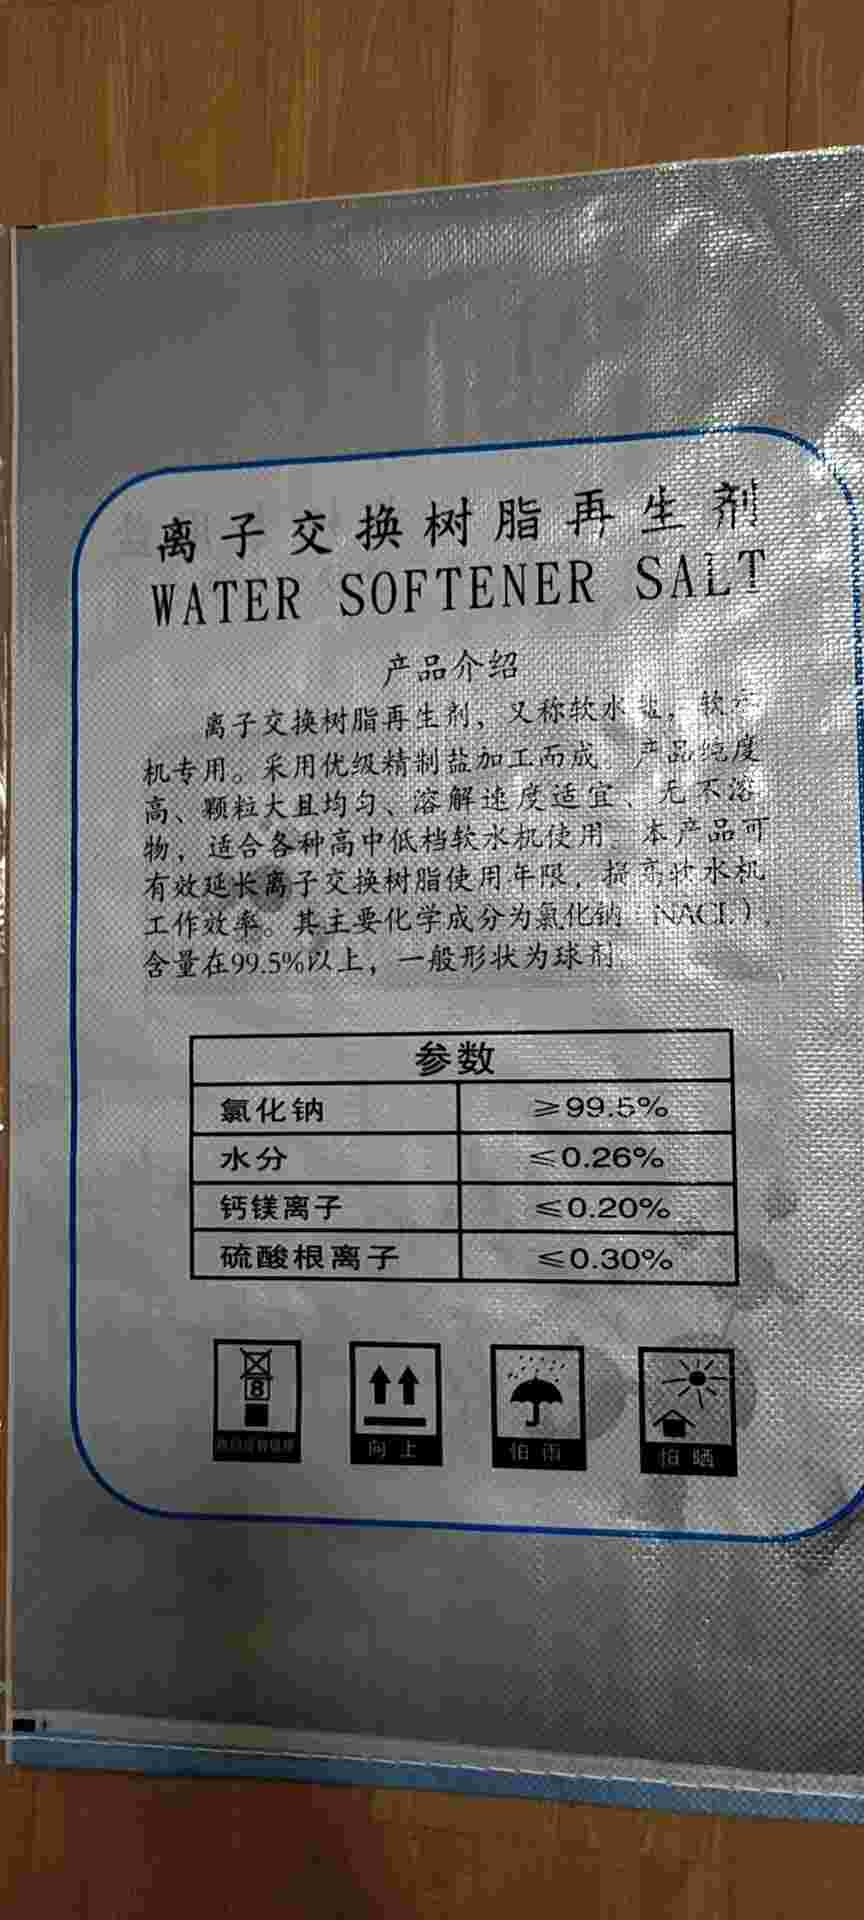 离子交换树脂再生剂
WATER SOFTENER SALT
产品介绍
离子交换树脂再生剂，又称软水盐，软水
机专用。采用优级精制盐加工而成。产品纯度
高、颗粒大且均匀、溶解速度适宜、无不溶
物，适合各种高中低档软水机使用。本产品可
有效延长离子交换树脂使用年限，提高软水机
工作效率。其主要化学成分为氯化钠（NACL），
含量在99.5%以上，一般形状为球剂
参数
氯化钠 ≥99.5%
水分 ≤0.26%
钙镁离子 ≤0.20%
硫酸根离子 ≤0.30%
8
向上 怕雨 怕晒